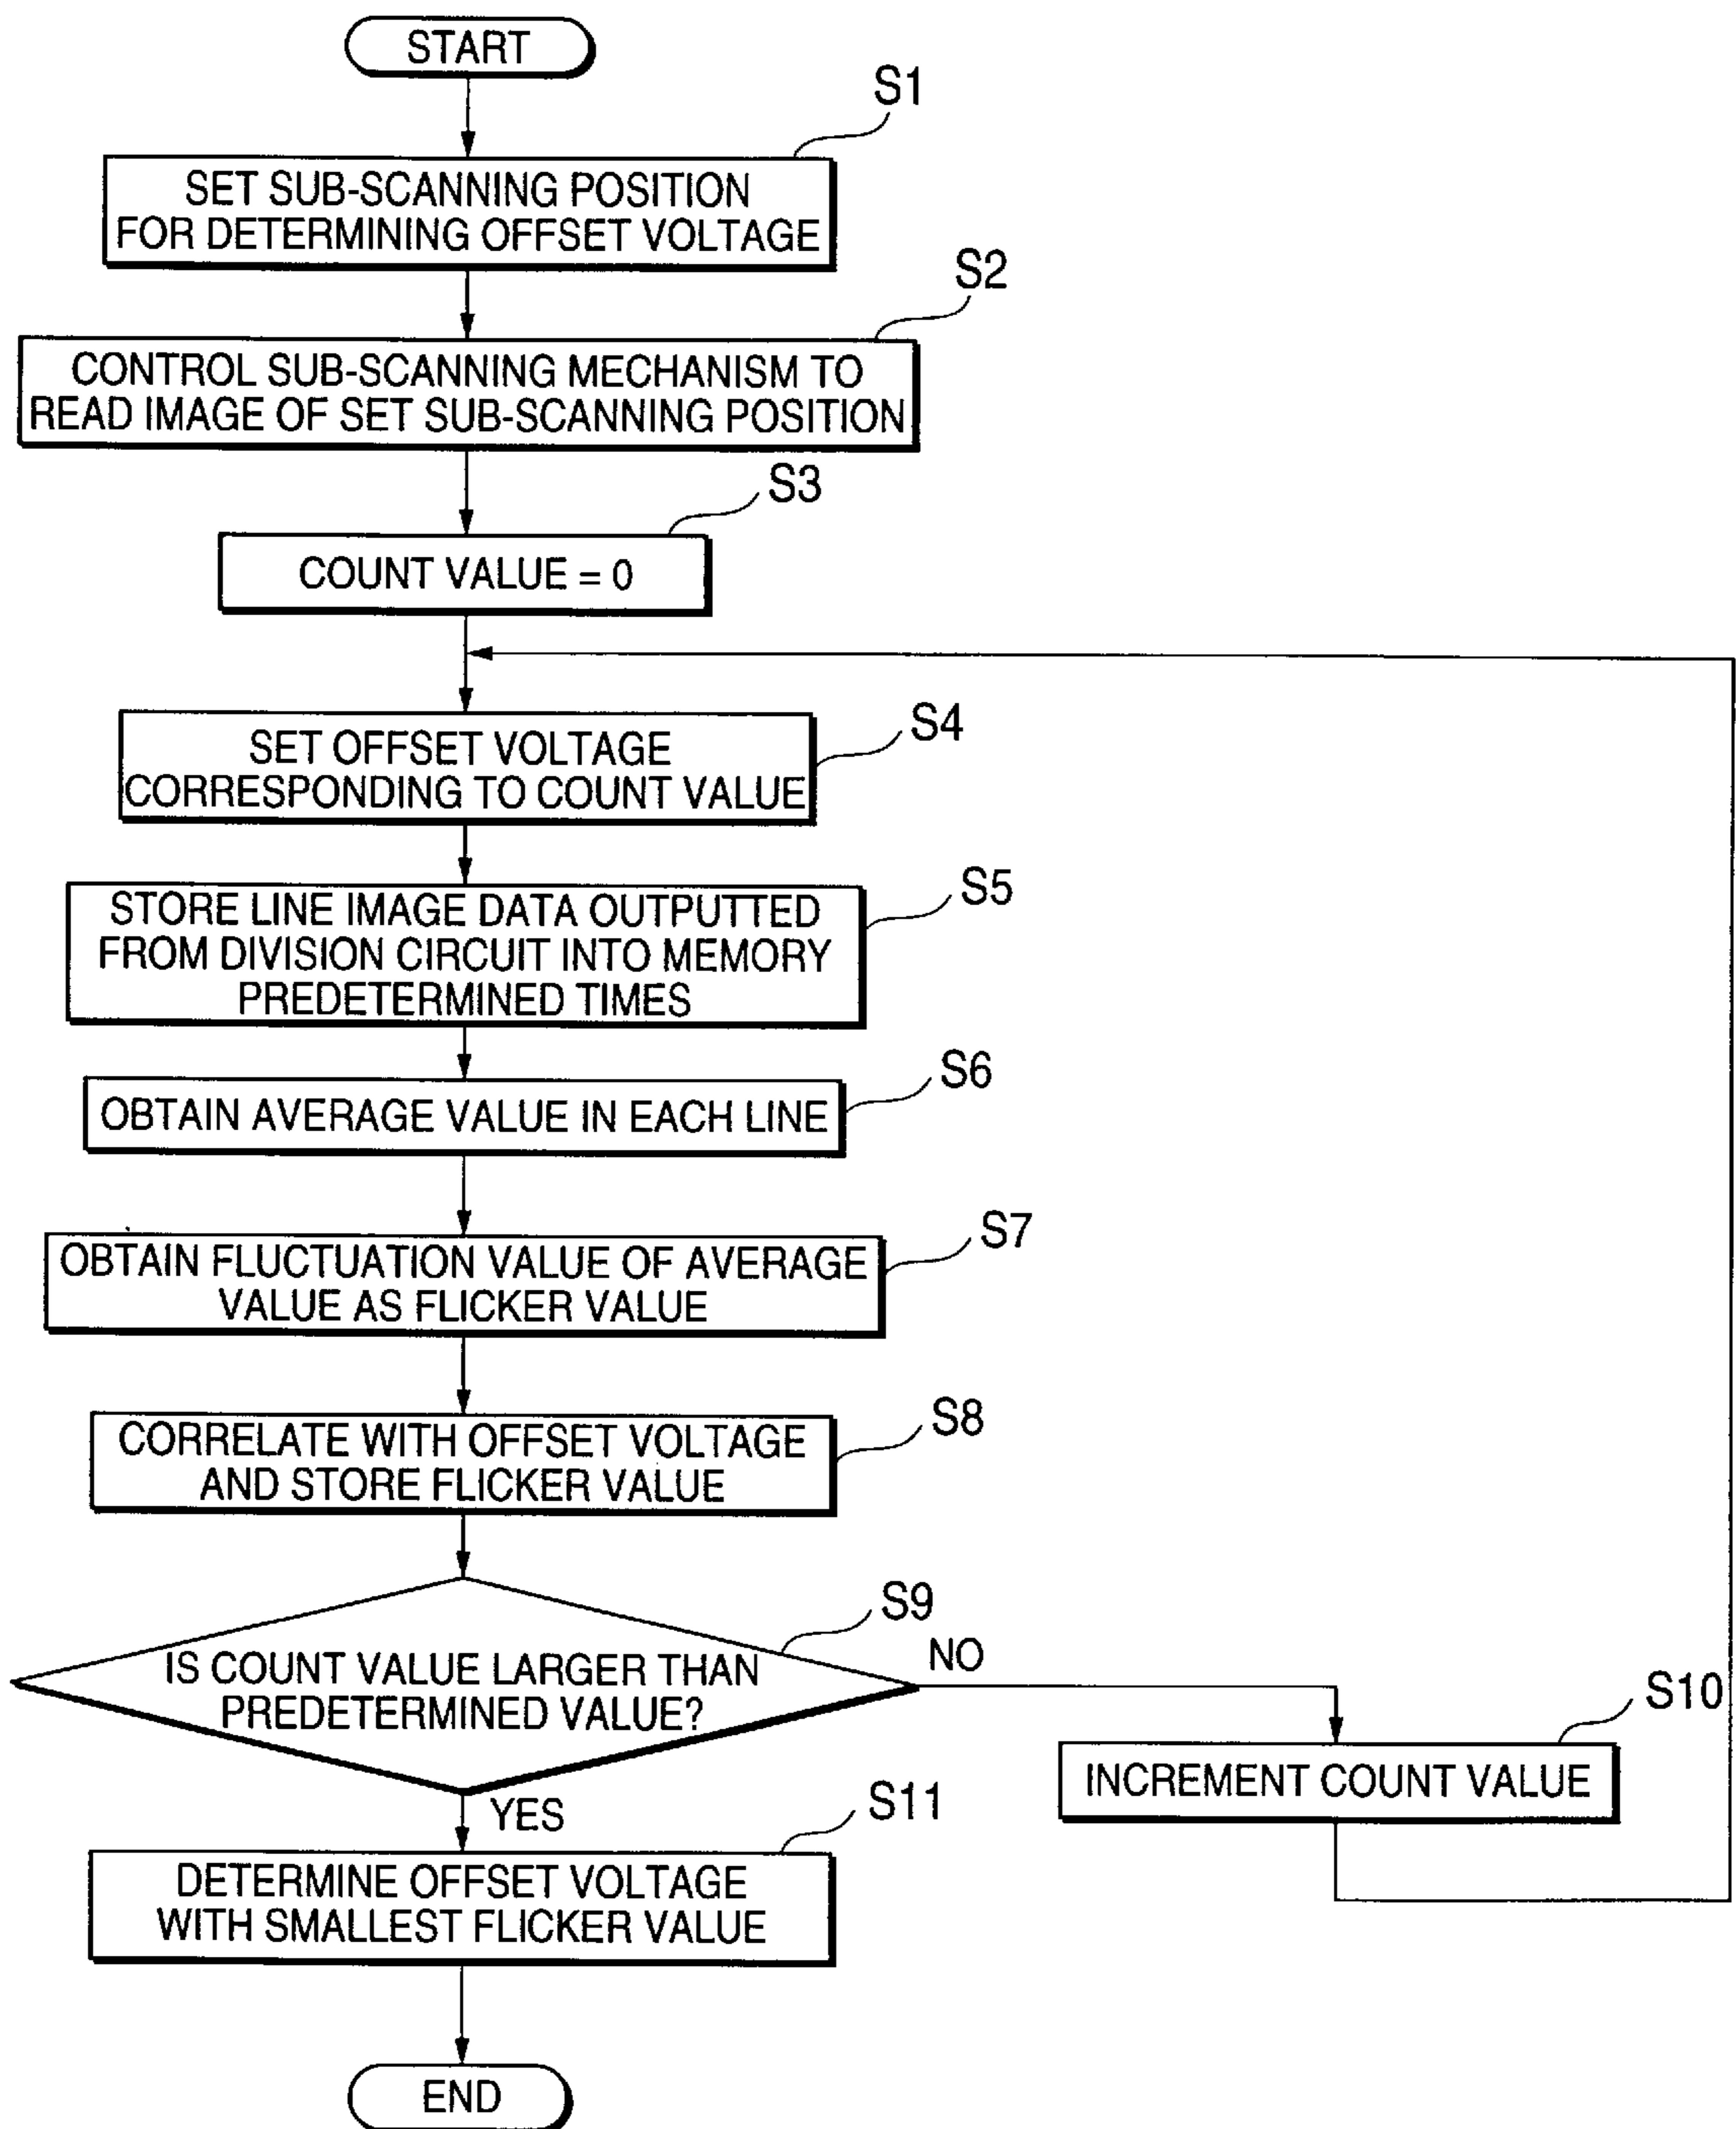 START
S1
SET SUB-SCANNING POSITION
FOR DETERMINING OFFSET VOLTAGE
S2
CONTROL SUB-SCANNING MECHANISM TO
READ IMAGE OF SET SUB-SCANNING POSITION
S3
COUNT VALUE = 0
S4
SET OFFSET VOLTAGE
CORRESPONDING TO COUNT VALUE
S5
STORE LINE IMAGE DATA OUTPUTTED
FROM DIVISION CIRCUIT INTO MEMORY
PREDETERMINED TIMES
S6
OBTAIN AVERAGE VALUE IN EACH LINE
S7
OBTAIN FLUCTUATION VALUE OF AVERAGE
VALUE AS FLICKER VALUE
S8
CORRELATE WITH OFFSET VOLTAGE
AND STORE FLICKER VALUE
S9
IS COUNT VALUE LARGER THAN
PREDETERMINED VALUE?
NO
S10
INCREMENT COUNT VALUE
YES
S11
DETERMINE OFFSET VOLTAGE
WITH SMALLEST FLICKER VALUE
END